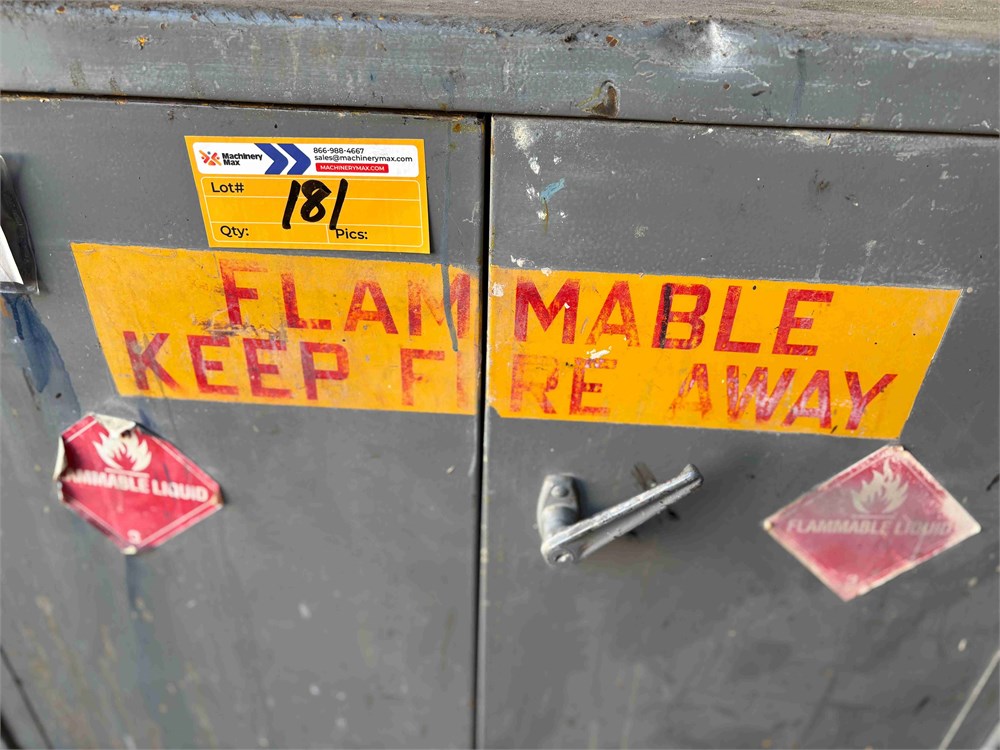 Machinery
Max
866-988-4667
sales@machinerymax.com
MACHINERYMAX.COM
Lot#
181
Qty:
Pics:
FLAMMABLE
KEEP FIRE AWAY
AMMABLE LIQUID
3
FLAMMABLE LIQUID